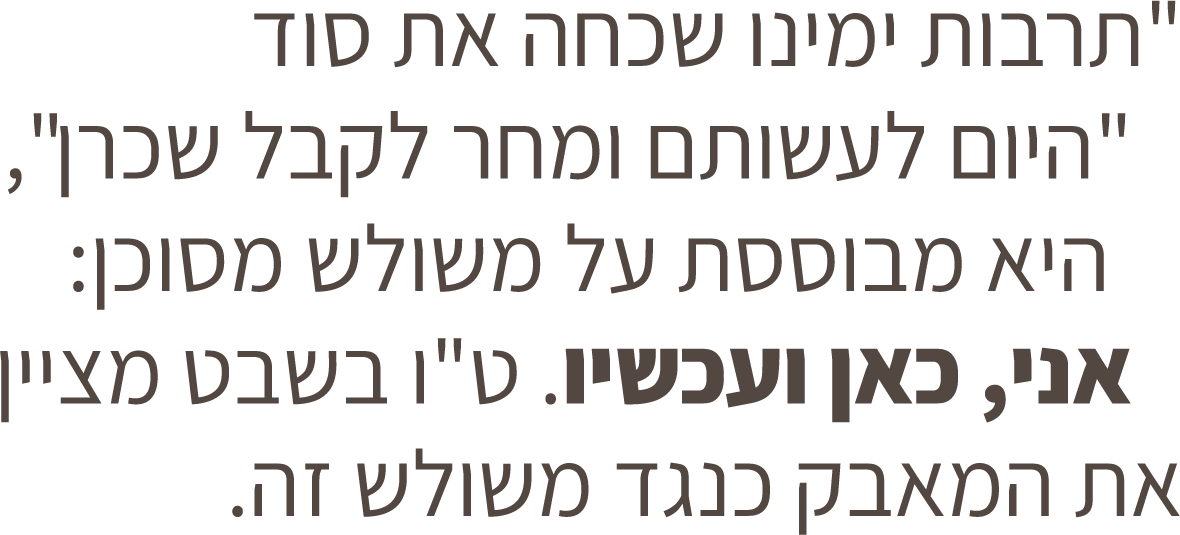 "תרבות ימינו שכחה את סוד
"היום לעשותם ומחר לקבל שכרן",
היא מבוססת על משולש מסוכן:
אני, כאן ועכשיו. ט"ו בשבט מציין
את המאבק כנגד משולש זה.